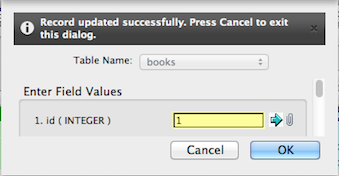 Record updated successfully. Press Cancel to exit
this dialog.
Table Name: books
Enter Field Values
1. id ( INTEGER ) 1
Cancel OK